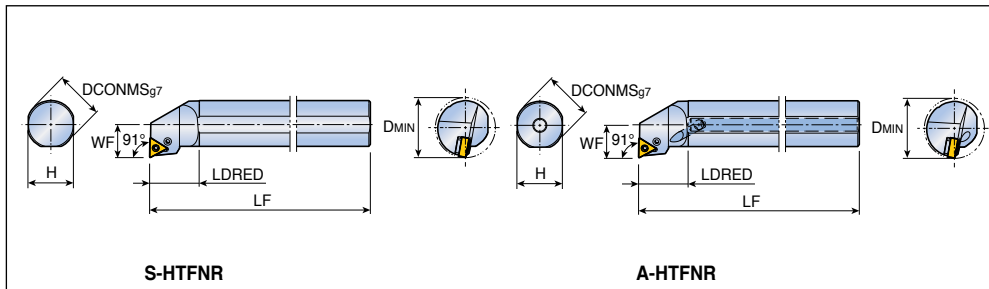 DCONMSg7
WF
91°
H
LDRED
LF
DMIN
S-HTFNR
DCONMSg7
WF
91°
H
LDRED
LF
DMIN
A-HTFNR